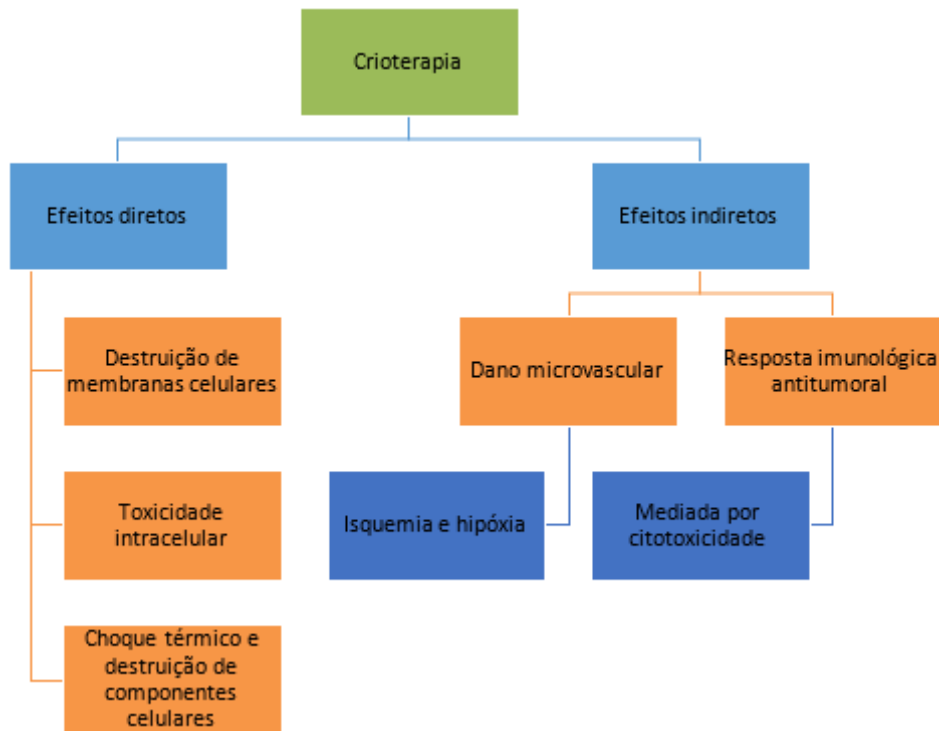 Crioterapia
Efeitos diretos
Efeitos indiretos
Destruição de
membranas celulares
Dano microvascular
Resposta imunológica
antitumoral
Toxicidade
intracelular
Isquemia e hipóxia
Mediada por
citotoxicidade
Choque térmico e
destruição de
componentes
celulares